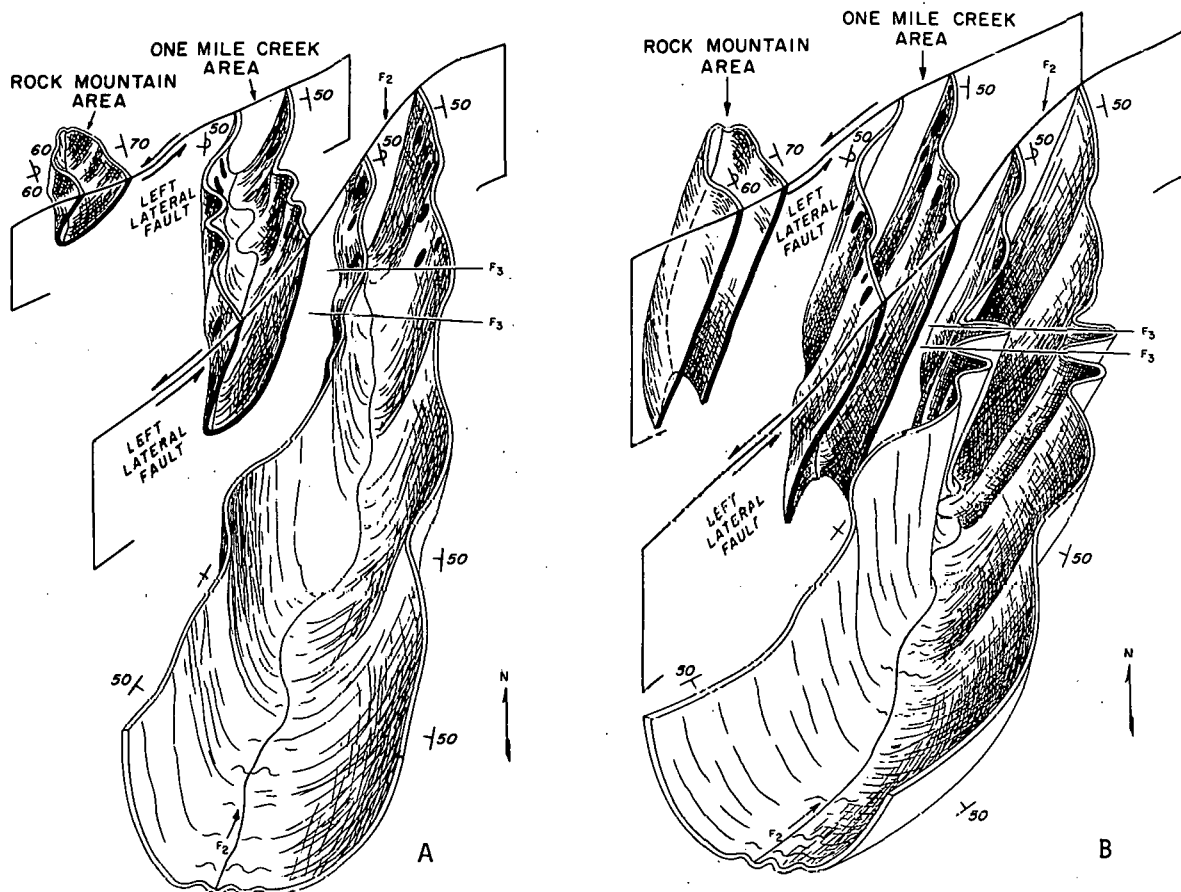 ONE MILE CREEK
AREA
ROCK MOUNTAIN
AREA
F2
50
50
70
60
60
50
50
LEFT
LATERAL
FAULT
F3
F3
LEFT
LATERAL
FAULT
50
50
50
N
F2
A
ONE MILE CREEK
AREA
ROCK MOUNTAIN
AREA
F2
50
50
70
60
50
50
LEFT
LATERAL
FAULT
F3
F3
LEFT
LATERAL
FAULT
50
50
N
F2
50
B